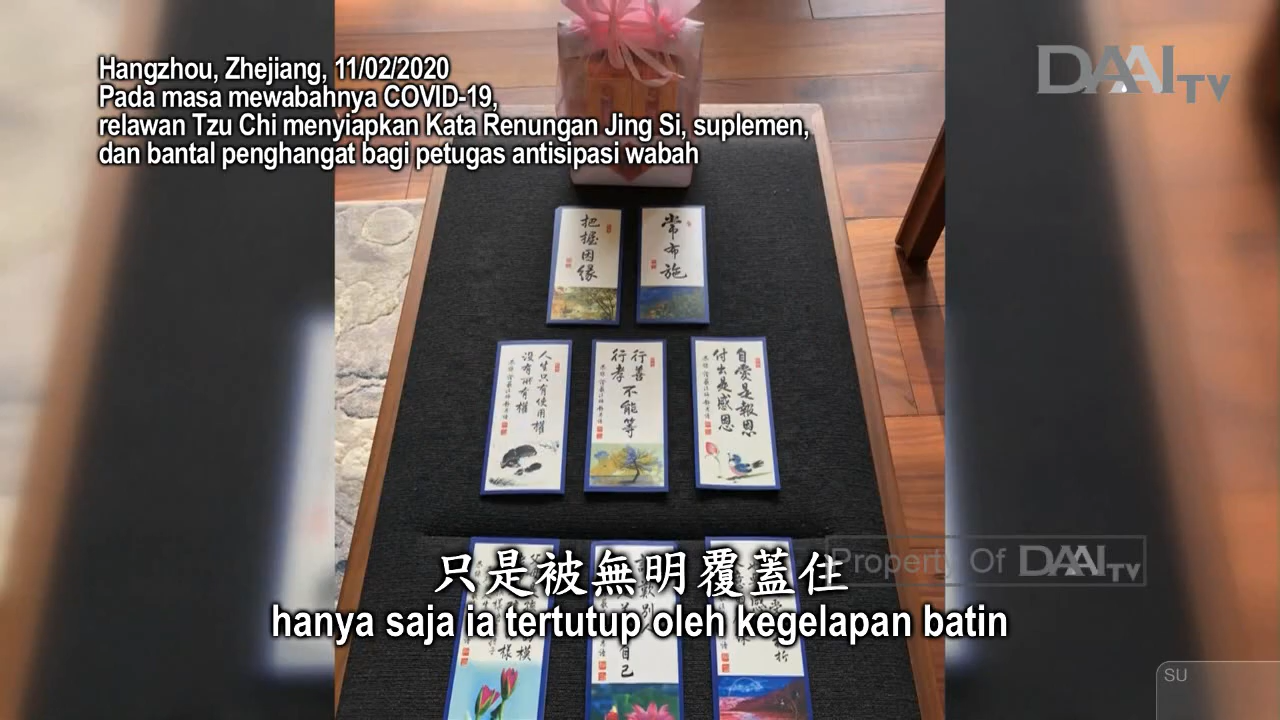 Hangzhou, Zhejiang, 11/02/2020
Pada masa mewabahnya COVID-19,
relawan Tzu Chi menyiapkan Kata Renungan Jing Si, suplemen,
dan bantal penghangat bagi petugas antisipasi wabah
DAAI TV
把握因緣
常布施
人生只有使用權
沒有所有權
行善
行孝
不能等
自愛是報恩
付出是感恩
Property Of DAAI TV
只是被無明覆蓋住
hanya saja ia tertutup oleh kegelapan batin
SU